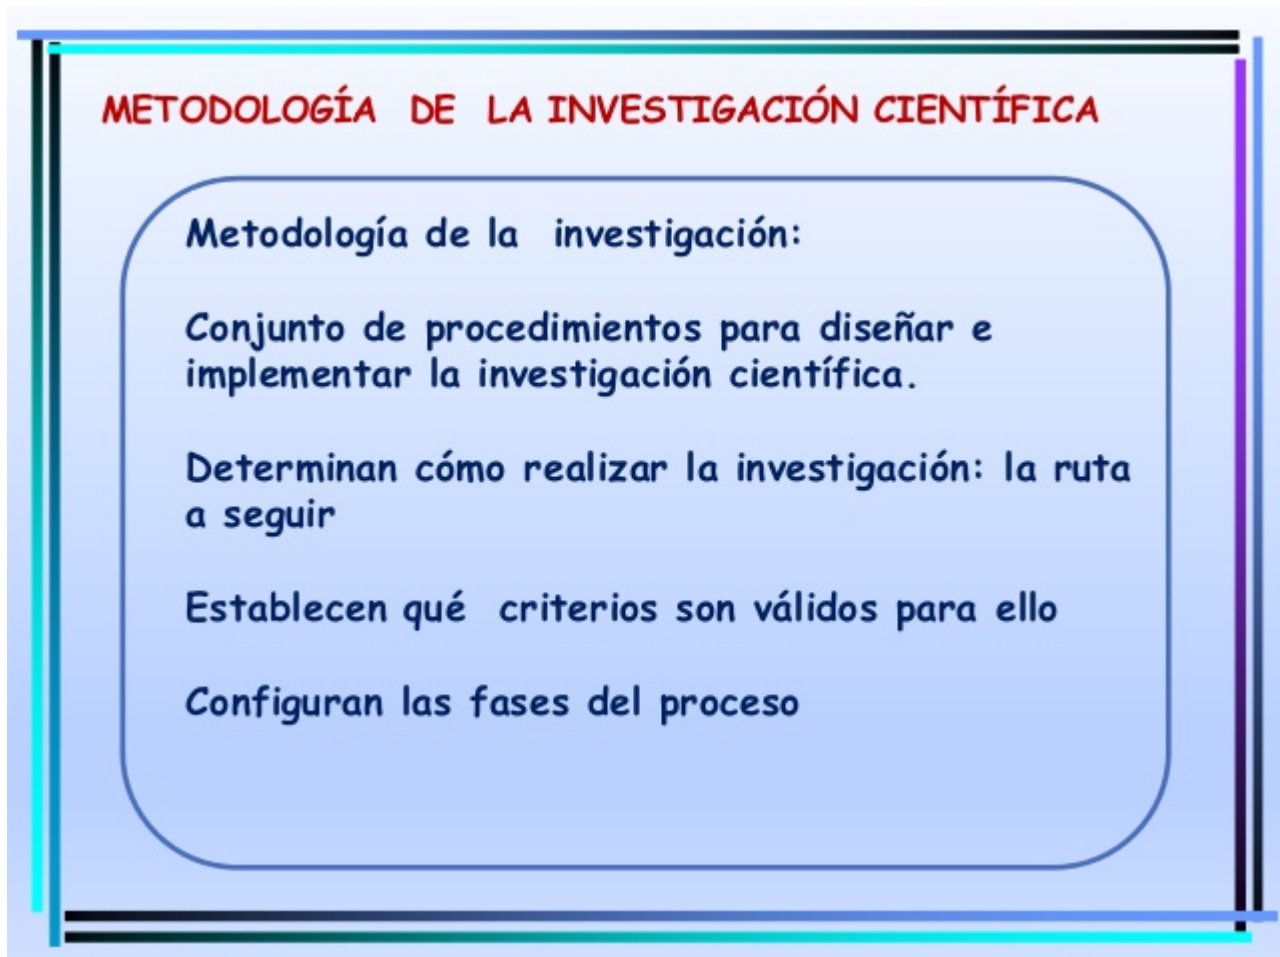 METODOLOGÍA DE LA INVESTIGACIÓN CIENTÍFICA
Metodología de la investigación:
Conjunto de procedimientos para diseñar e
implementar la investigación científica.
Determinan cómo realizar la investigación: la ruta
a seguir
Establecen qué criterios son válidos para ello
Configuran las fases del proceso